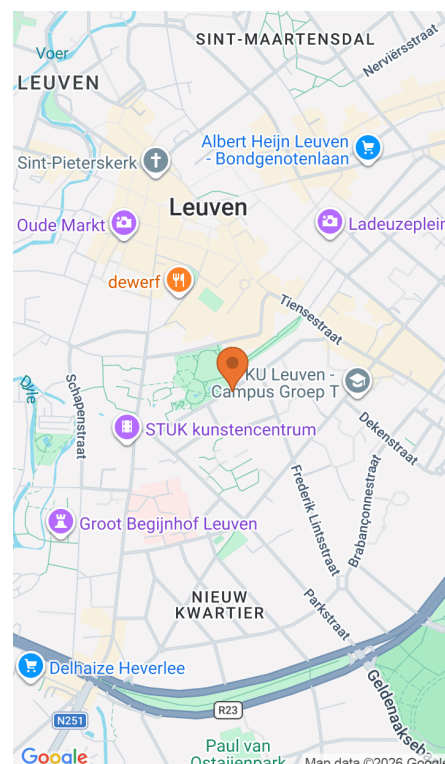 SINT-MAARTENSDAL
Nerviërsstraat
Voer
LEUVEN
Albert Heijn Leuven
- Bondgenotenlaan
Sint-Pieterskerk
Leuven
Oude Markt
Ladeuzeplein
dewerf
Tiensestraat
KU Leuven -
Campus Groep T
Dijle
Schapenstraat
STUK kunstencentrum
Dekenstraat
Frederik Lintsstraat
Brabançonnestraat
Groot Begijnhof Leuven
NIEUW
KWARTIER
Parkstraat
Delhaize Heverlee
Geldenaakseba
R23
N251
Paul van
Ostaijenpark
Google
Map data ©2026 Google